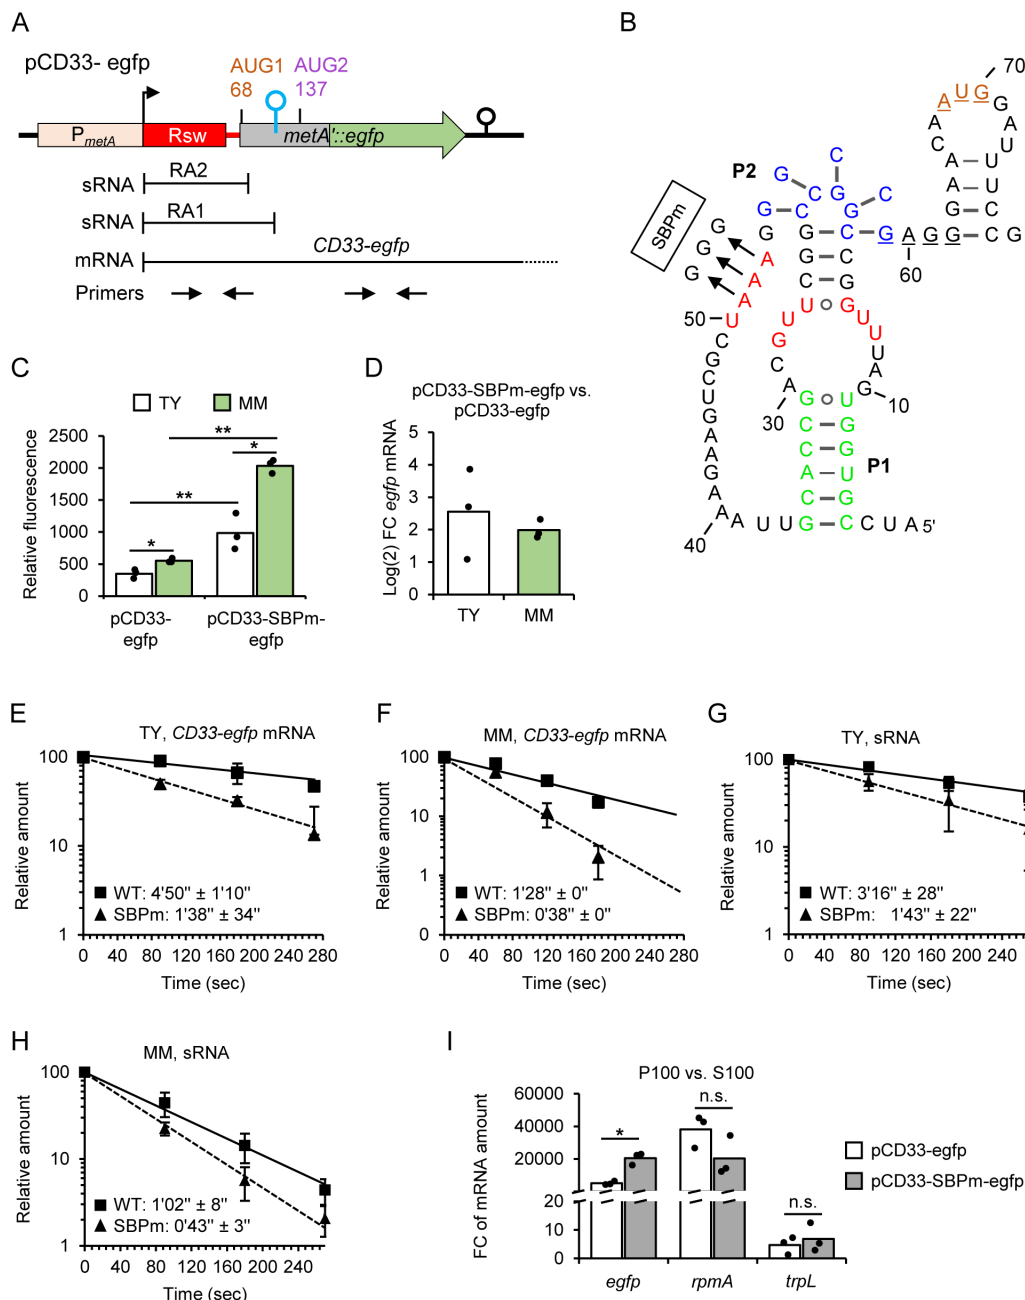 A
pCD33- egfp
AUG1
AUG2
68
137
PmetA
Rsw
metA'::egfp
sRNA
RA2
sRNA
RA1
mRNA
CD33-egfp
Primers
B
P2
SBPm
P1
5'
10
30
40
50
60
70
C
TY
MM
Relative fluorescence
2500
2000
1500
1000
500
0
**
*
**
*
pCD33-
egfp
pCD33-SBPm-
egfp
D
pCD33-SBPm-egfp vs.
pCD33-egfp
Log(2) FC egfp mRNA
5
4
3
2
1
0
TY
MM
E
TY, CD33-egfp mRNA
Relative amount
100
10
1
WT: 4'50'' ± 1'10''
SBPm: 1'38'' ± 34''
0 40 80 120 160 200 240 280
Time (sec)
F
MM, CD33-egfp mRNA
Relative amount
100
10
1
0
WT: 1'28'' ± 0''
SBPm: 0'38'' ± 0''
0 40 80 120 160 200 240 280
Time (sec)
G
TY, sRNA
Relative amount
100
10
1
WT: 3'16'' ± 28''
SBPm: 1'43'' ± 22''
0 40 80 120 160 200 240
Time (sec)
H
MM, sRNA
Relative amount
100
10
1
WT: 1'02'' ± 8''
SBPm: 0'43'' ± 3''
0 40 80 120 160 200 240
Time (sec)
I
P100 vs. S100
FC of mRNA amount
60000
40000
20000
20
10
0
*
n.s.
n.s.
egfp
rpmA
trpL
pCD33-egfp
pCD33-SBPm-egfp